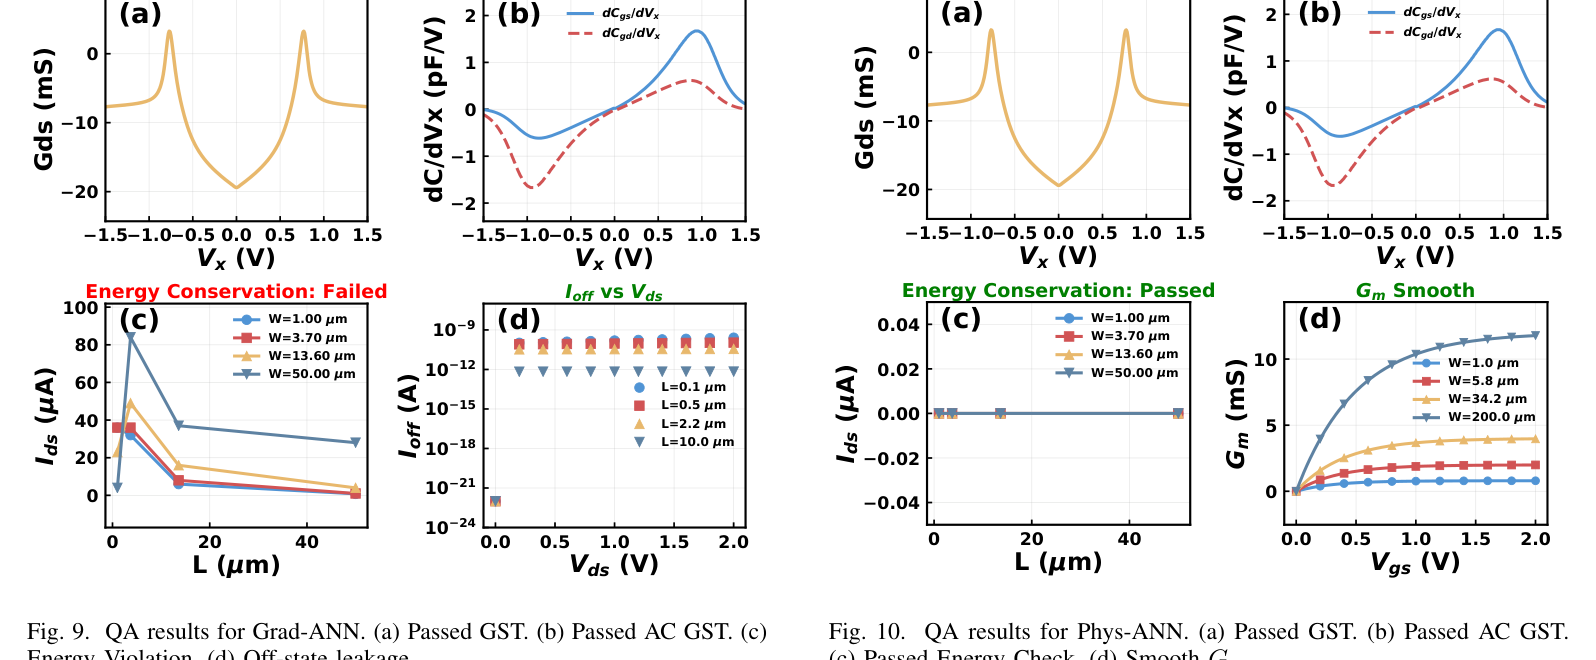 (a)
Gds (mS)
0
−10
−20
−1.5 −1.0 −0.5 0.0 0.5 1.0 1.5
Vx (V)
(b)
dCgs/dVx
dCgd/dVx
dC/dVx (pF/V)
2
1
0
−1
−2
−1.5 −1.0 −0.5 0.0 0.5 1.0 1.5
Vx (V)
Energy Conservation: Failed
(c)
W=1.00 μm
W=3.70 μm
W=13.60 μm
W=50.00 μm
Ids (μA)
100
80
60
40
20
0
0 20 40
L (μm)
Ioff vs Vds
(d)
L=0.1 μm
L=0.5 μm
L=2.2 μm
L=10.0 μm
Ioff (A)
10⁻⁹
10⁻¹²
10⁻¹⁵
10⁻¹⁸
10⁻²¹
10⁻²⁴
0.0 0.5 1.0 1.5 2.0
Vds (V)
Fig. 9. QA results for Grad-ANN. (a) Passed GST. (b) Passed AC GST. (c)
Energy Violation. (d) Off-state leakage.
(a)
Gds (mS)
0
−10
−20
−1.5 −1.0 −0.5 0.0 0.5 1.0 1.5
Vx (V)
(b)
dCgs/dVx
dCgd/dVx
dC/dVx (pF/V)
2
1
0
−1
−2
−1.5 −1.0 −0.5 0.0 0.5 1.0 1.5
Vx (V)
Energy Conservation: Passed
(c)
W=1.00 μm
W=3.70 μm
W=13.60 μm
W=50.00 μm
Ids (μA)
0.04
0.02
0.00
−0.02
−0.04
0 20 40
L (μm)
Gm Smooth
(d)
W=1.0 μm
W=5.8 μm
W=34.2 μm
W=200.0 μm
Gm (mS)
10
5
0
0.0 0.5 1.0 1.5 2.0
Vgs (V)
Fig. 10. QA results for Phys-ANN. (a) Passed GST. (b) Passed AC GST.
(c) Passed Energy Check. (d) Smooth G